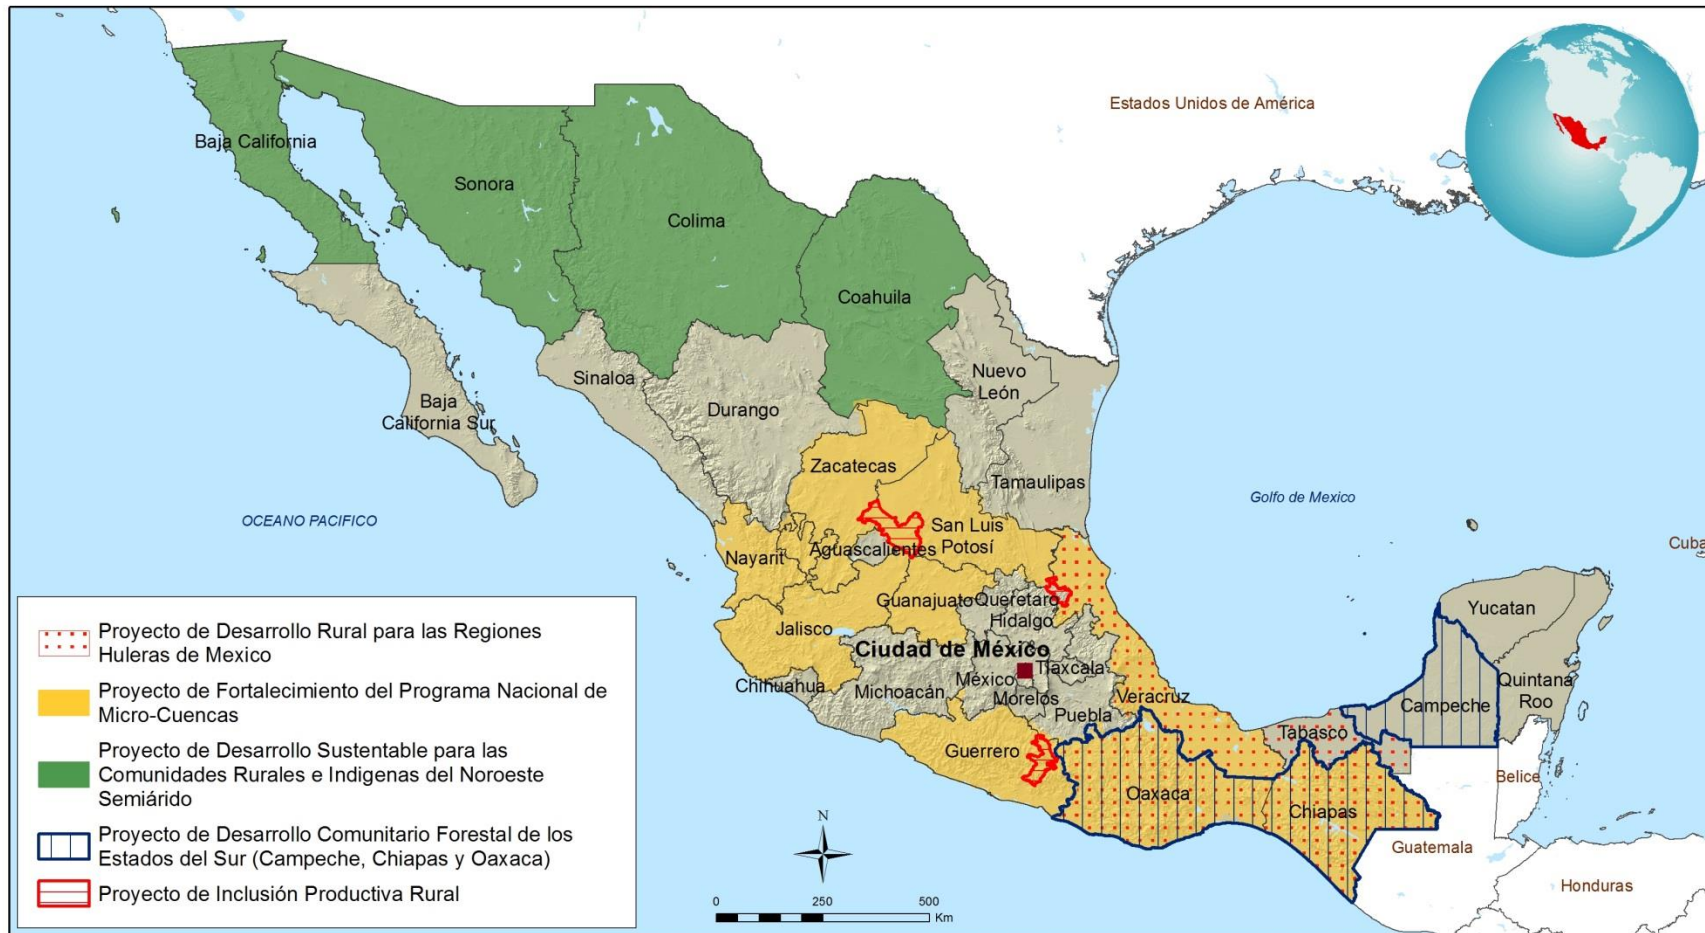 Estados Unidos de América
Baja California
Sonora
Colima
Coahuila
Nuevo
León
Sinaloa
Durango
Baja
California Sur
Zacatecas
Tamaulipas
Golfo de Mexico
OCEANO PACIFICO
San Luis
Potosí
Cuba
Nayarit
Aguascalientes
Guanajuato
Querétaro
Hidalgo
Yucatan
Jalisco
Ciudad de México
Tlaxcala
Chihuahua
Michoacán
México
Morelos
Puebla
Veracruz
Quintana
Roo
Campeche
Tabasco
Guerrero
Belice
Oaxaca
Chiapas
Guatemala
Honduras
Proyecto de Desarrollo Rural para las Regiones
Huleras de Mexico
Proyecto de Fortalecimiento del Programa Nacional de
Micro-Cuencas
Proyecto de Desarrollo Sustentable para las
Comunidades Rurales e Indigenas del Noroeste
Semiárido
Proyecto de Desarrollo Comunitario Forestal de los
Estados del Sur (Campeche, Chiapas y Oaxaca)
Proyecto de Inclusión Productiva Rural
N
0 250 500
Km